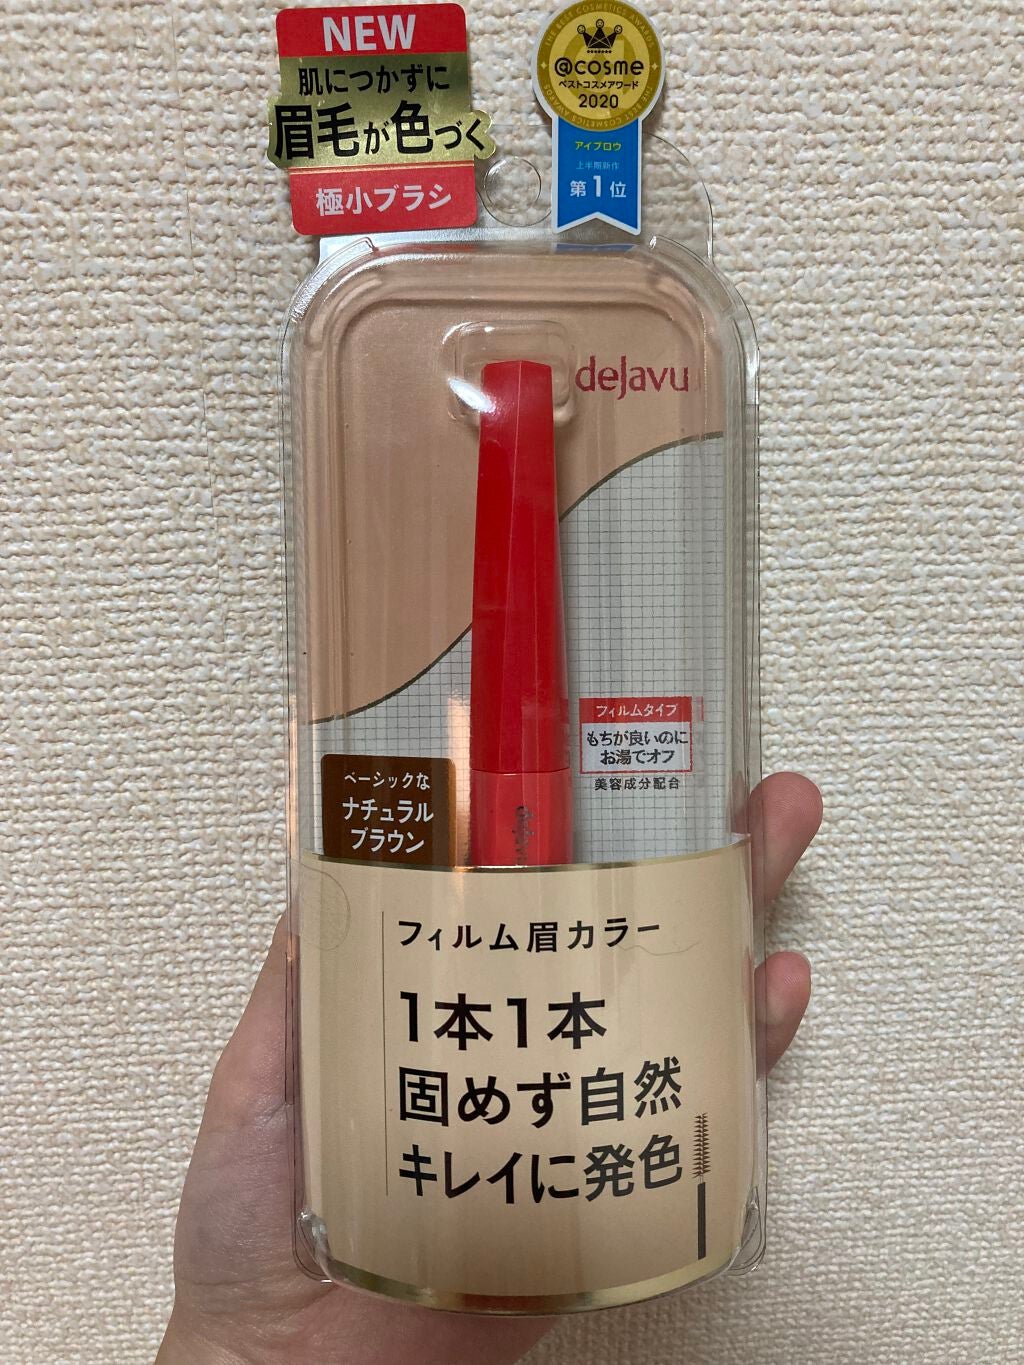 NEW
肌につかずに
眉毛が色づく
極小ブラシ
THE BEST COSMETICS AWARDS
@cosme
ベストコスメアワード
2020
アイブロウ
上半期新作
第1位
dejavu
フィルムタイプ
もちが良いのに
お湯でオフ
美容成分配合
ベーシックな
ナチュラル
ブラウン
dejavu
フィルム眉カラー
1本1本
固めず自然
キレイに発色